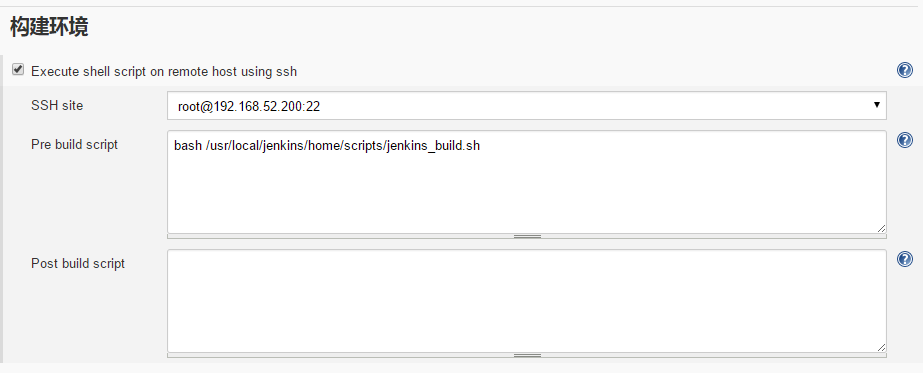 构建环境
Execute shell script on remote host using ssh
SSH site
root@192.168.52.200:22
Pre build script
bash /usr/local/jenkins/home/scripts/jenkins_build.sh
Post build script